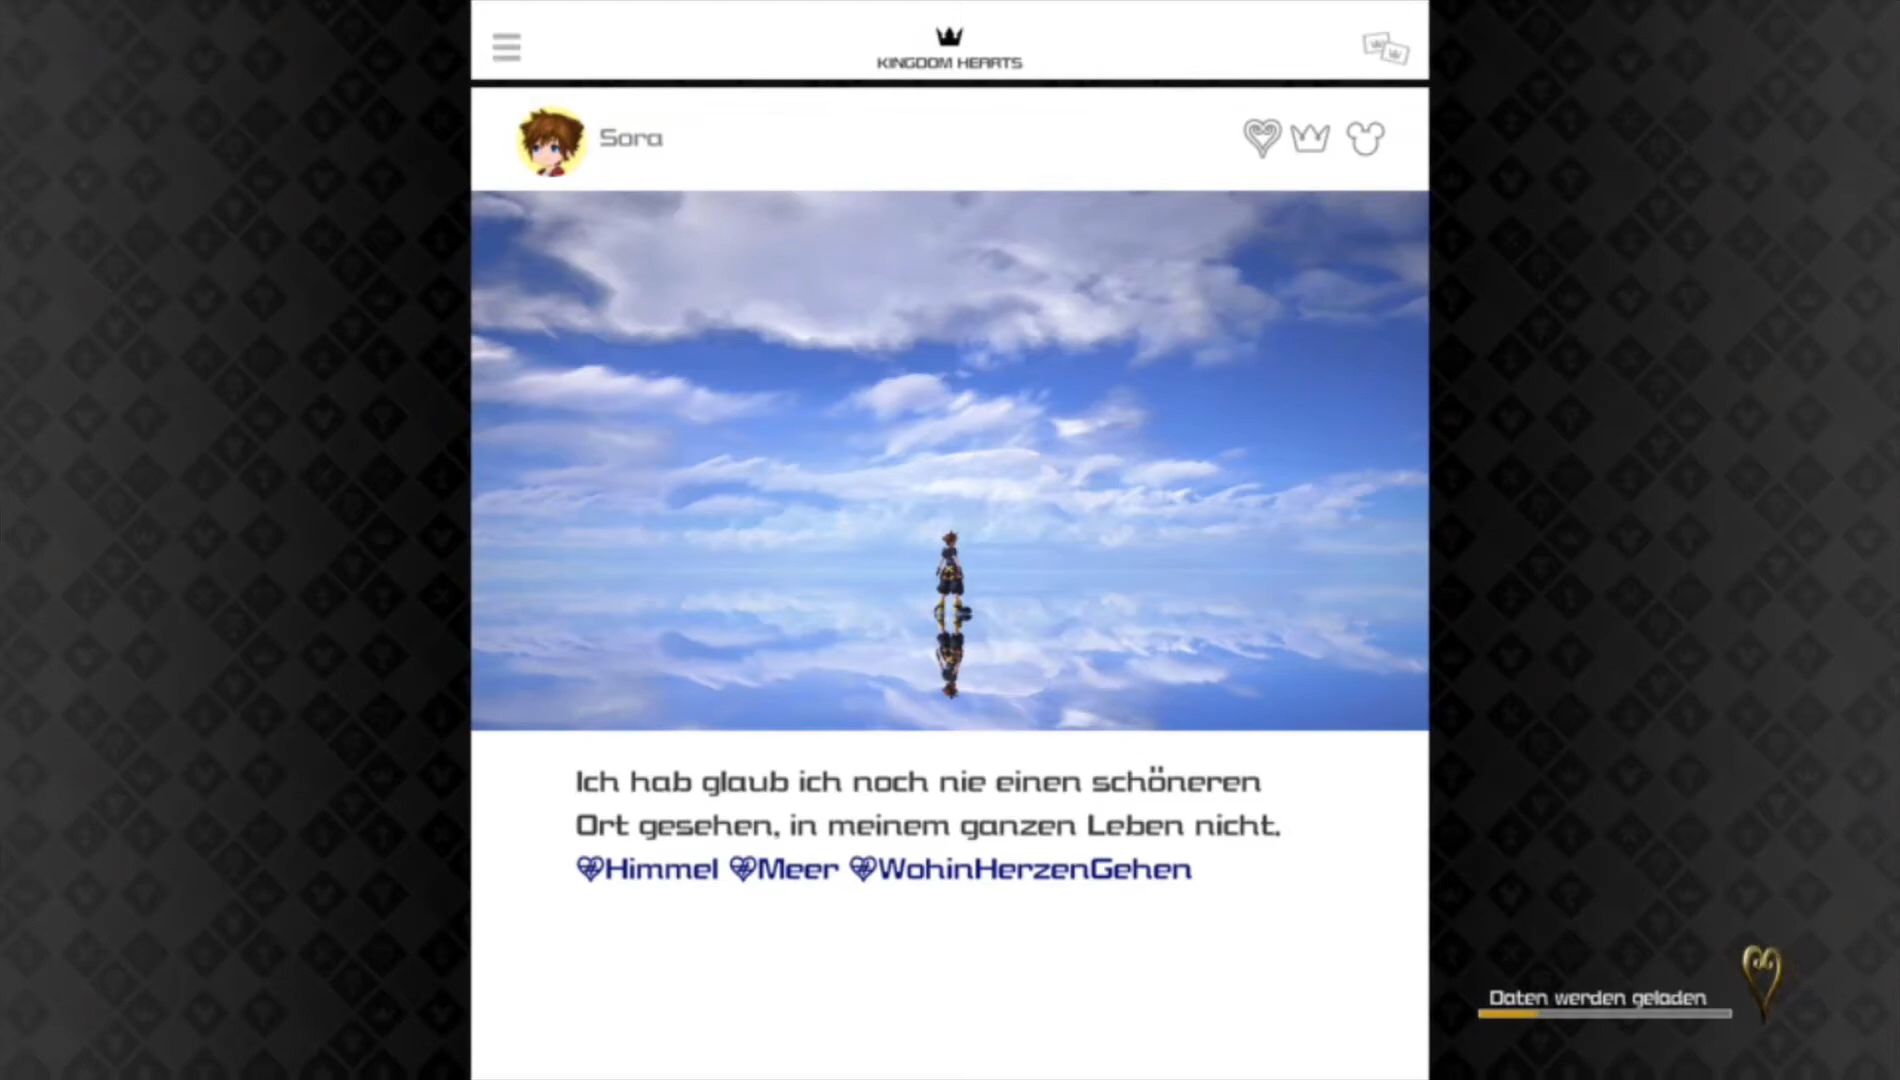 KINGDOM HEARTS
Sora
Ich hab glaub ich noch nie einen schöneren
Ort gesehen, in meinem ganzen Leben nicht.
Himmel Meer WohinHerzenGehen
Daten werden geladen